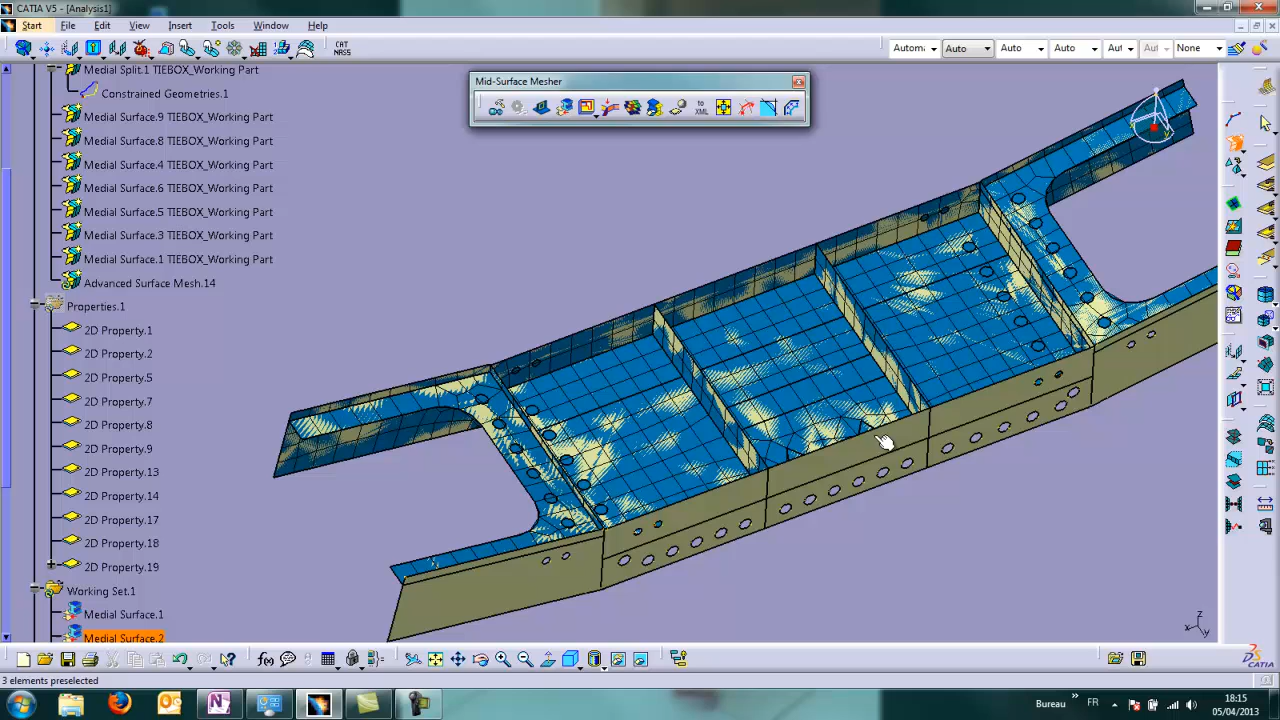 CATIA V5 - [Analysis1]
Start File Edit View Insert Tools Window Help
CAT NASS
Automa Auto Auto Auto Aut Aut None
Mid-Surface Mesher
to XML
Medial Split.1 TIEBOX_Working Part
Constrained Geometries.1
Medial Surface.9 TIEBOX_Working Part
Medial Surface.8 TIEBOX_Working Part
Medial Surface.4 TIEBOX_Working Part
Medial Surface.6 TIEBOX_Working Part
Medial Surface.5 TIEBOX_Working Part
Medial Surface.3 TIEBOX_Working Part
Medial Surface.1 TIEBOX_Working Part
Advanced Surface Mesh.14
Properties.1
2D Property.1
2D Property.2
2D Property.5
2D Property.7
2D Property.8
2D Property.9
2D Property.13
2D Property.14
2D Property.17
2D Property.18
2D Property.19
Working Set.1
Medial Surface.1
Medial Surface.2
z
x y
f(x)
CATIA
3 elements preselected
Bureau » FR 18:15
05/04/2013